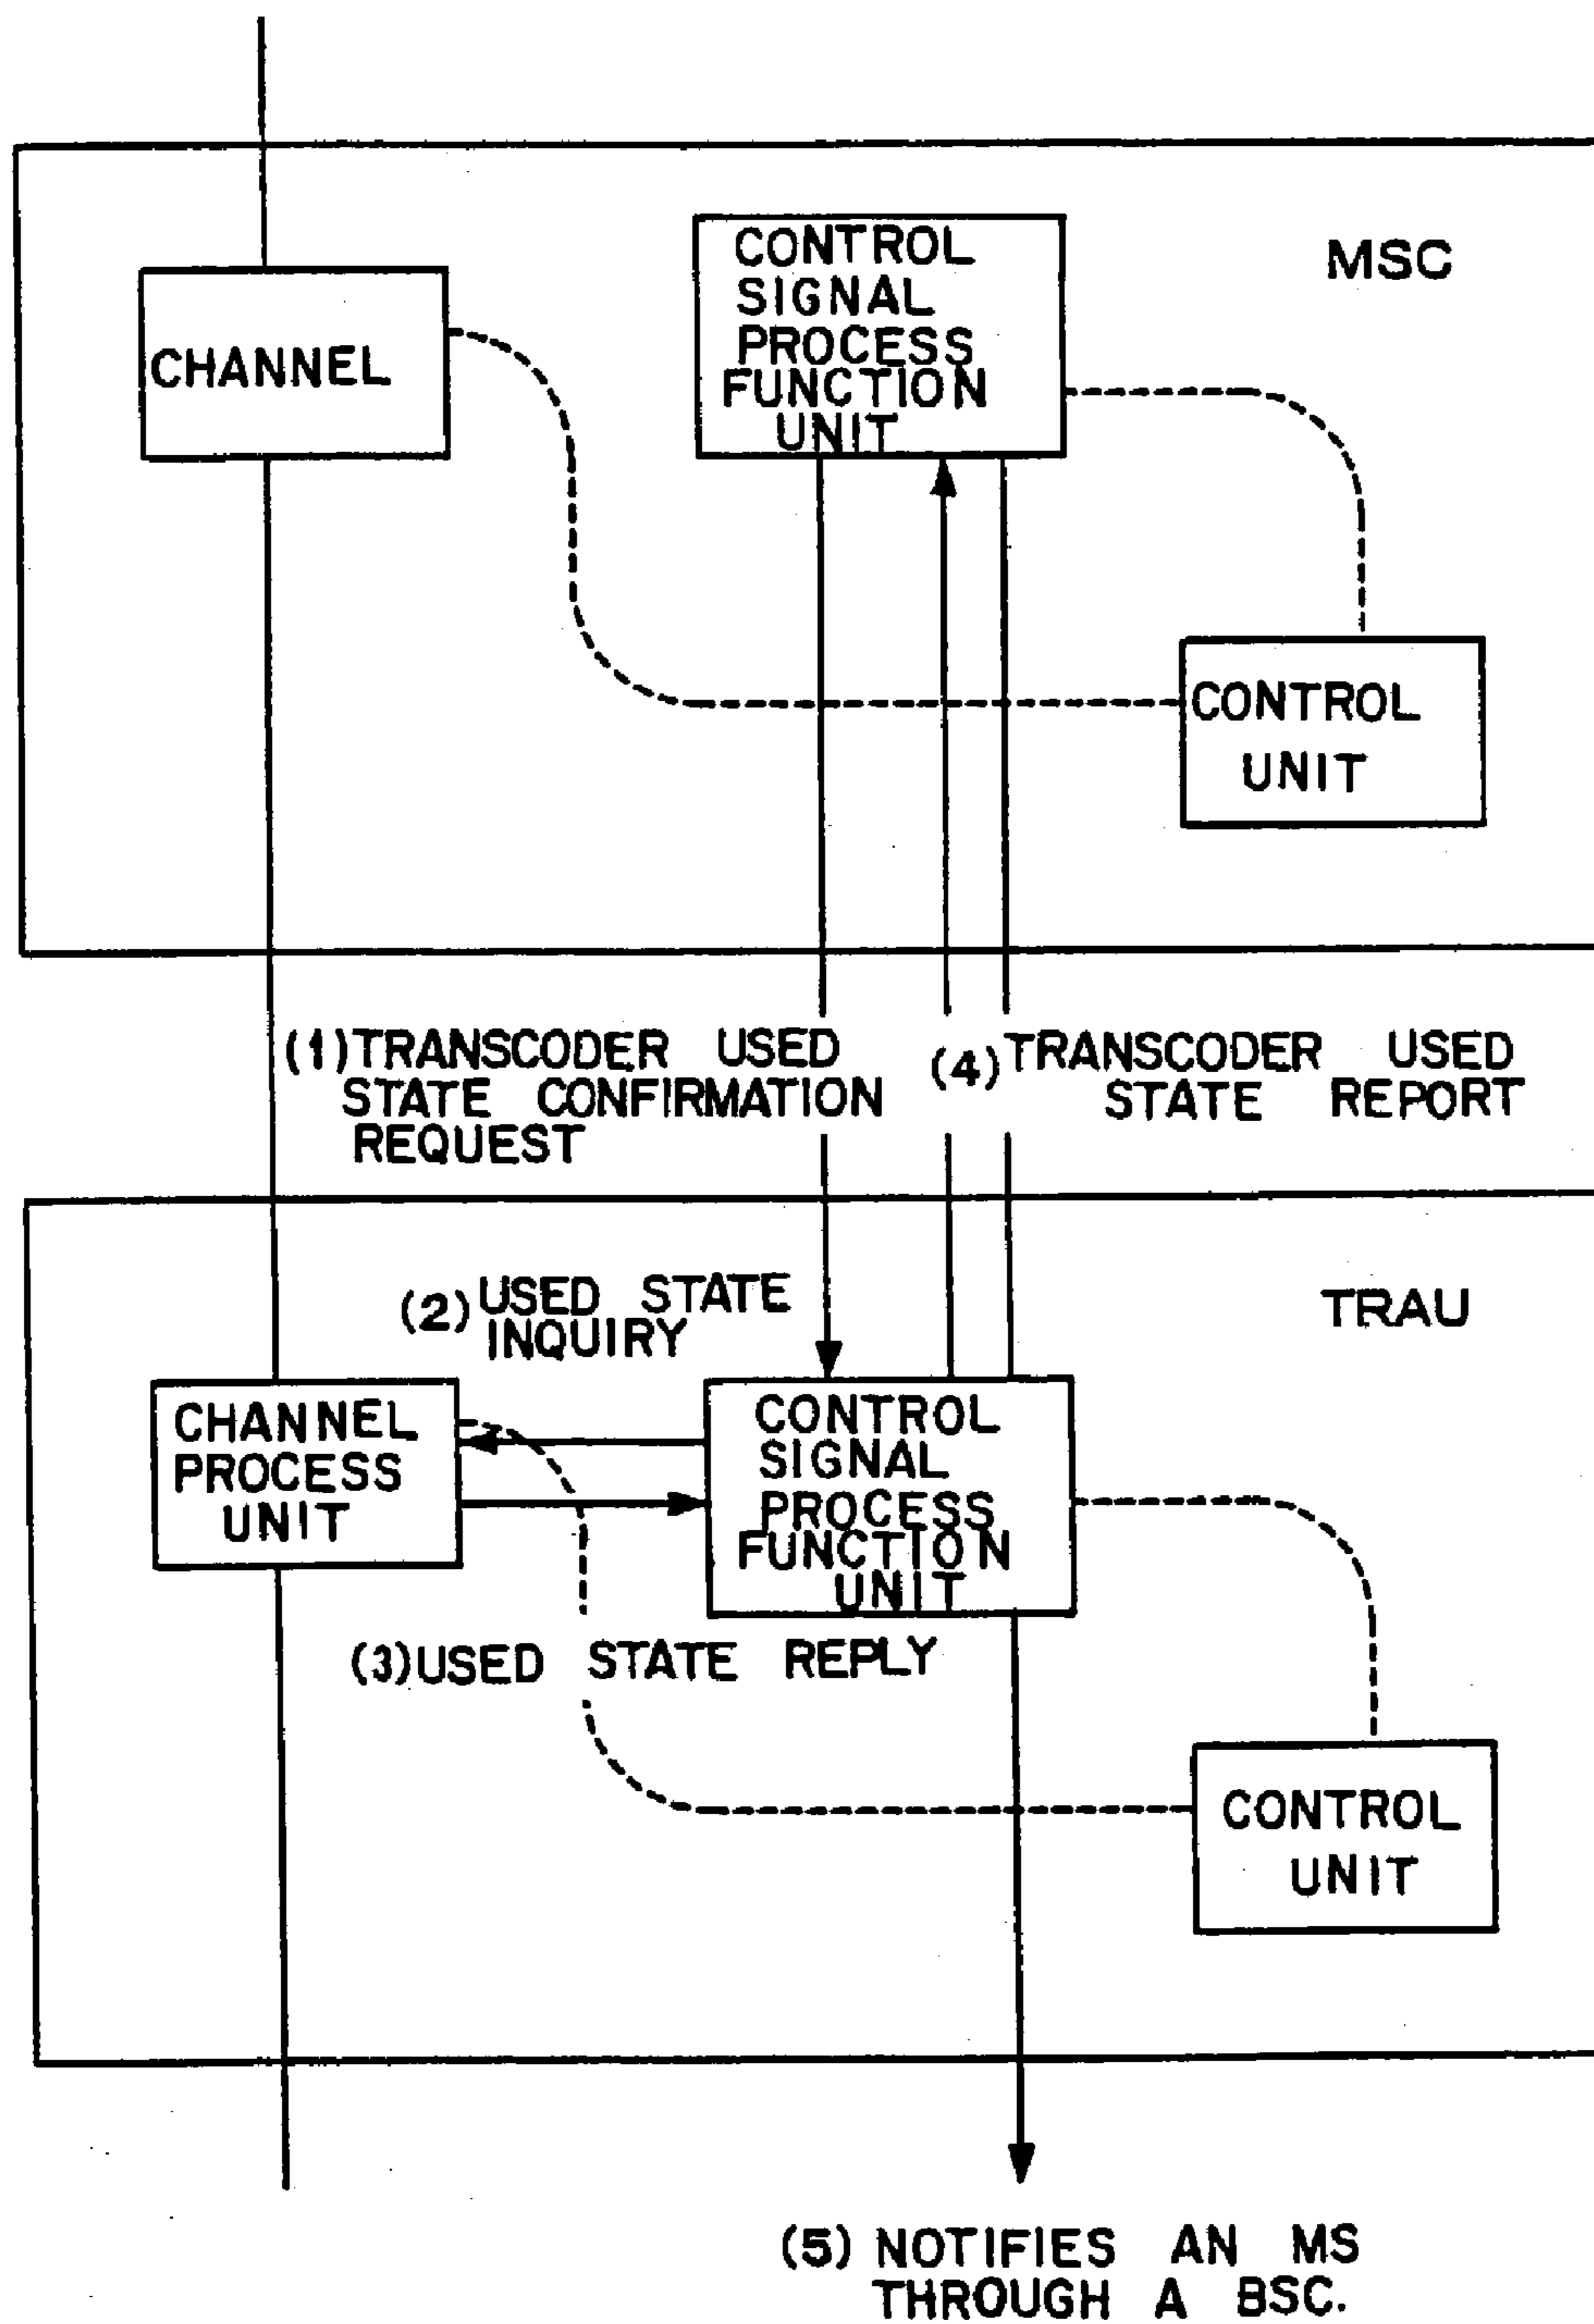 CHANNEL
CONTROL
SIGNAL
PROCESS
FUNCTION
UNIT
MSC
CONTROL
UNIT
(1) TRANSCODER USED
STATE CONFIRMATION
REQUEST
(4) TRANSCODER USED
STATE REPORT
(2) USED STATE
INQUIRY
TRAU
CHANNEL
PROCESS
UNIT
CONTROL
SIGNAL
PROCESS
FUNCTION
UNIT
(3) USED STATE REPLY
CONTROL
UNIT
(5) NOTIFIES AN MS
THROUGH A BSC.